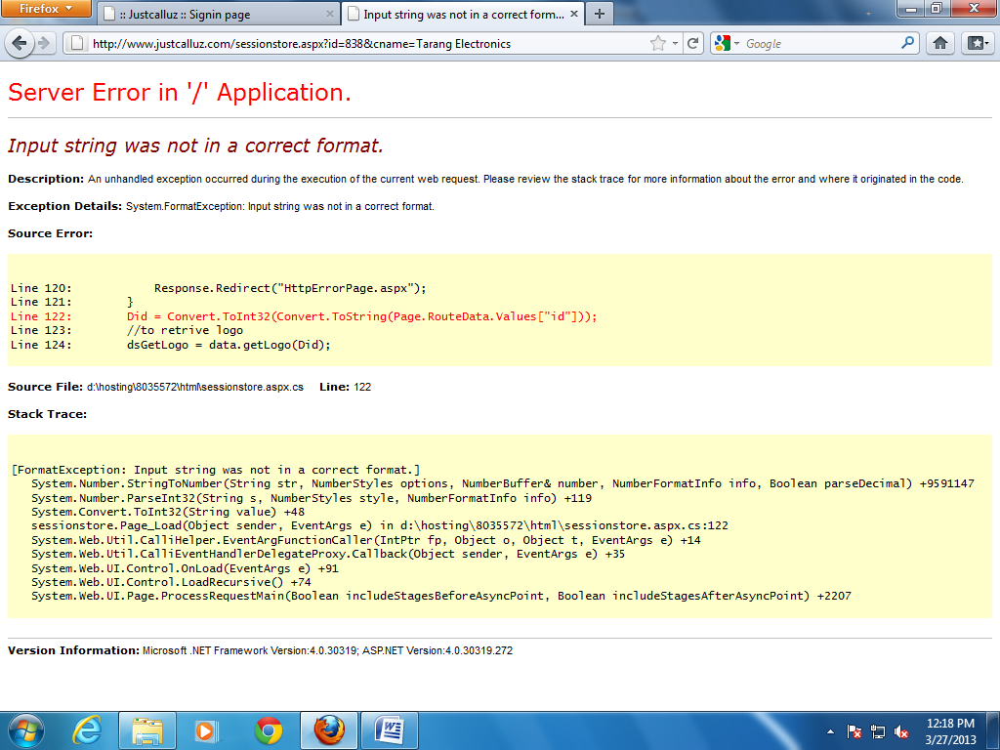 Firefox
:: Justcalluz :: Signin page
Input string was not in a correct form...
http://www.justcalluz.com/sessionstore.aspx?id=838&cname=Tarang Electronics
Google
Server Error in '/' Application.
Input string was not in a correct format.
Description: An unhandled exception occurred during the execution of the current web request. Please review the stack trace for more information about the error and where it originated in the code.
Exception Details: System.FormatException: Input string was not in a correct format.
Source Error:
Line 120:            Response.Redirect("HttpErrorPage.aspx");
Line 121:        }
Line 122:        Did = Convert.ToInt32(Convert.ToString(Page.RouteData.Values["id"]));
Line 123:        //to retrive logo
Line 124:        dsGetLogo = data.getLogo(Did);
Source File: d:\hosting\8035572\html\sessionstore.aspx.cs    Line: 122
Stack Trace:
[FormatException: Input string was not in a correct format.]
System.Number.StringToNumber(String str, NumberStyles options, NumberBuffer& number, NumberFormatInfo info, Boolean parseDecimal) +9591147
System.Number.ParseInt32(String s, NumberStyles style, NumberFormatInfo info) +119
System.Convert.ToInt32(String value) +48
sessionstore.Page_Load(Object sender, EventArgs e) in d:\hosting\8035572\html\sessionstore.aspx.cs:122
System.Web.Util.CalliHelper.EventArgFunctionCaller(IntPtr fp, Object o, Object t, EventArgs e) +14
System.Web.Util.CalliEventHandlerDelegateProxy.Callback(Object sender, EventArgs e) +35
System.Web.UI.Control.OnLoad(EventArgs e) +91
System.Web.UI.Control.LoadRecursive() +74
System.Web.UI.Page.ProcessRequestMain(Boolean includeStagesBeforeAsyncPoint, Boolean includeStagesAfterAsyncPoint) +2207
Version Information: Microsoft .NET Framework Version:4.0.30319; ASP.NET Version:4.0.30319.272
12:18 PM
3/27/2013